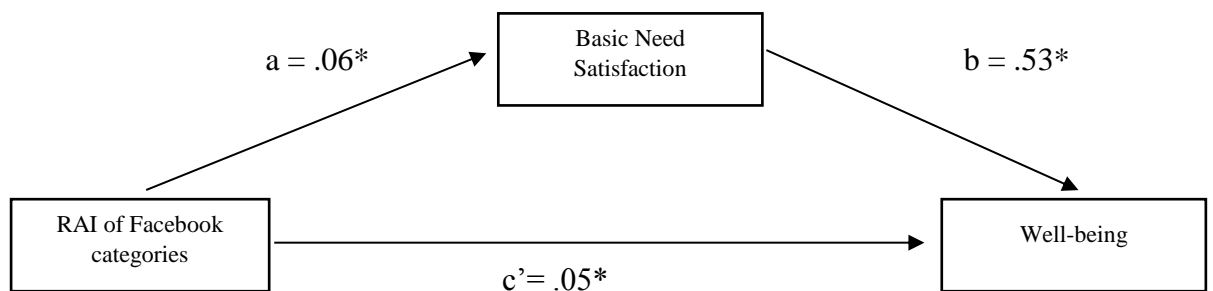 Basic Need
Satisfaction
a = .06*
b = .53*
RAI of Facebook
categories
Well-being
c’= .05*